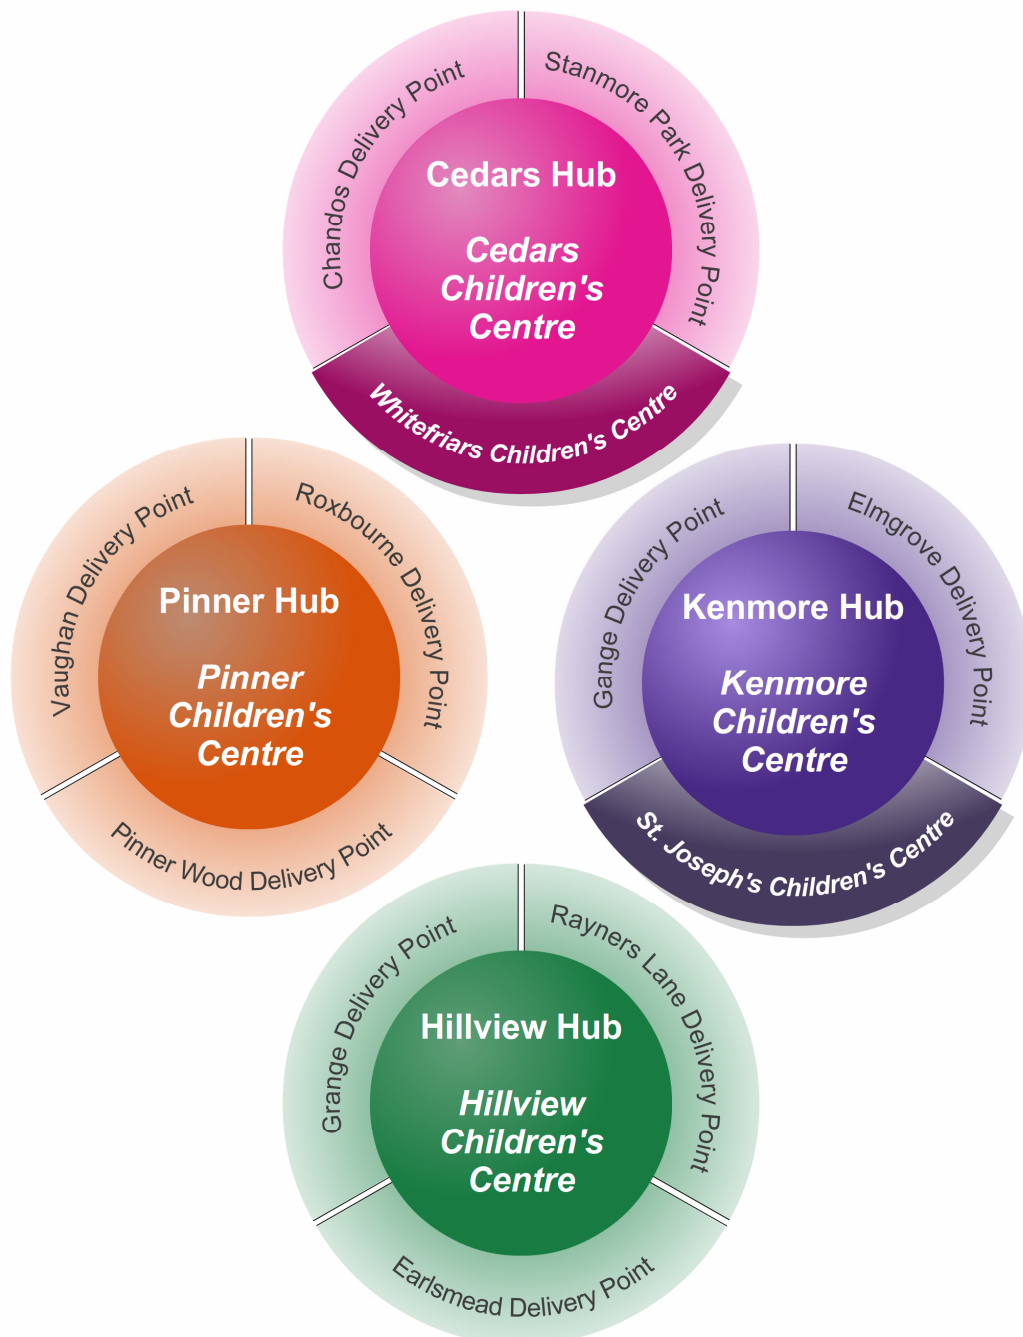 Chandos Delivery Point
Stanmore Park Delivery Point
Cedars Hub
Cedars
Children's
Centre
Whitefriars Children's Centre
Vaughan Delivery Point
Roxbourne Delivery Point
Pinner Hub
Pinner
Children's
Centre
Pinner Wood Delivery Point
Gange Delivery Point
Elmgrove Delivery Point
Kenmore Hub
Kenmore
Children's
Centre
St. Joseph's Children's Centre
Grange Delivery Point
Rayners Lane Delivery Point
Hillview Hub
Hillview
Children's
Centre
Earlsmead Delivery Point